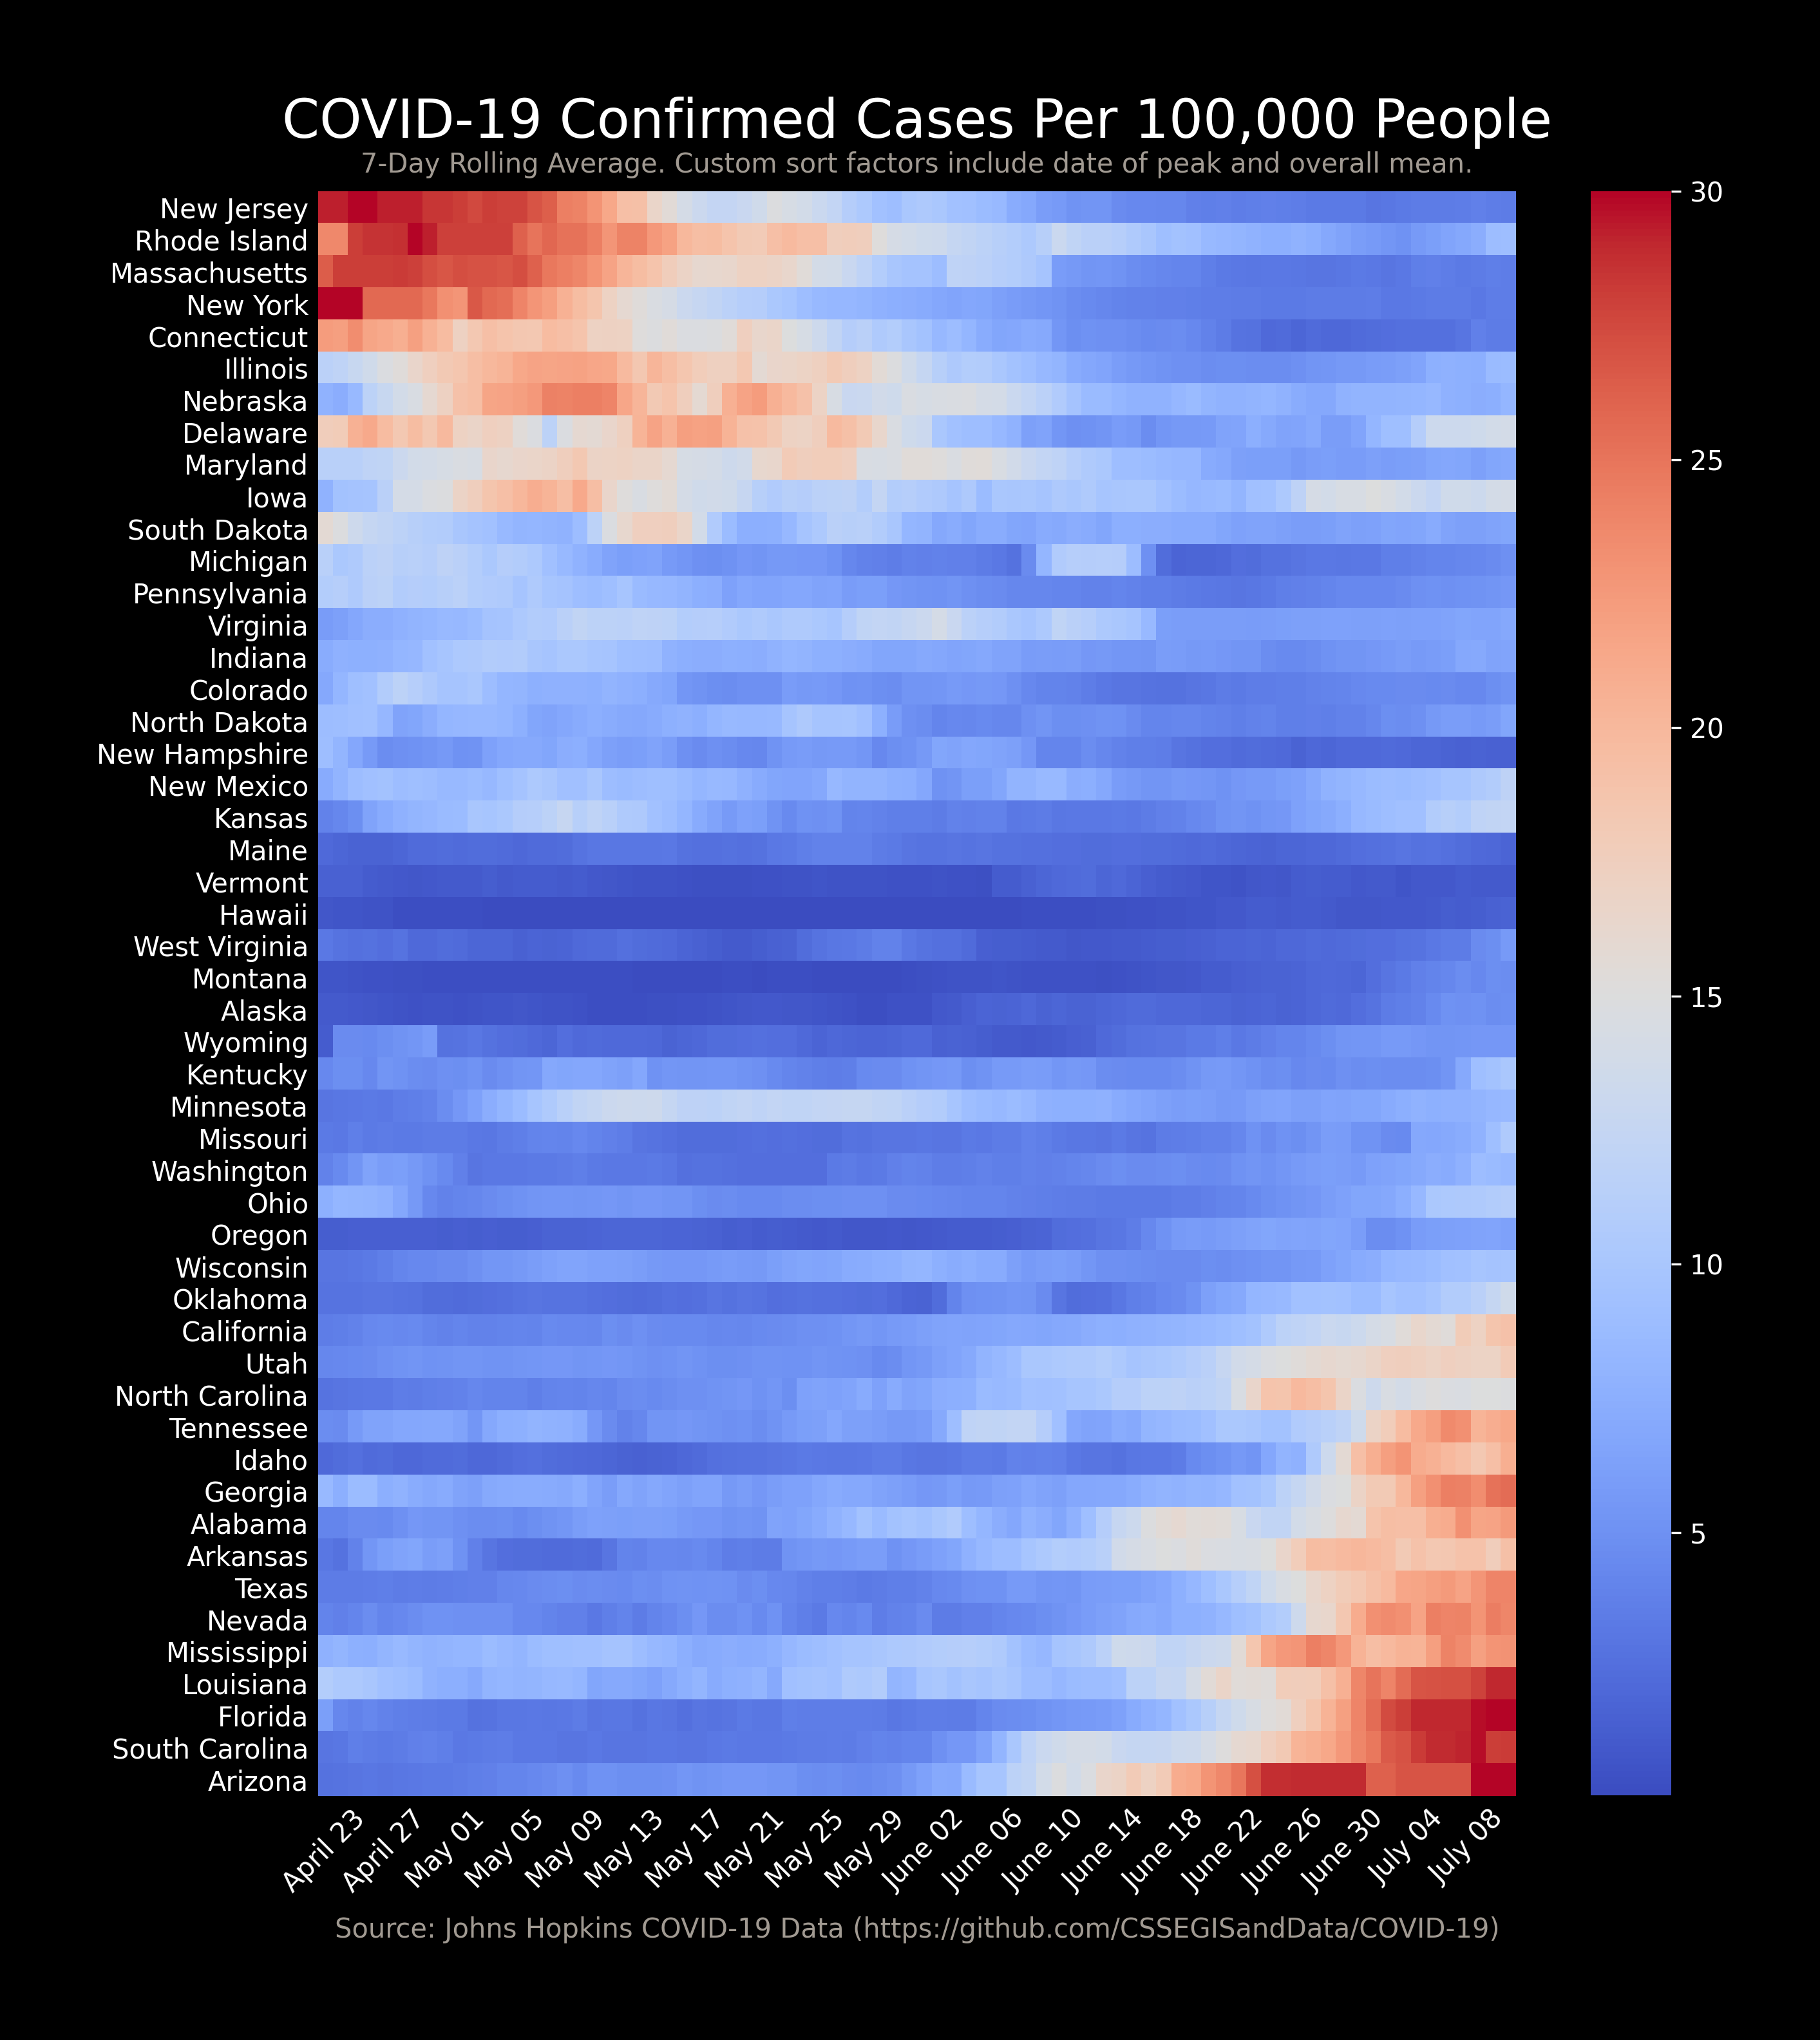 COVID-19 Confirmed Cases Per 100,000 People
7-Day Rolling Average. Custom sort factors include date of peak and overall mean.
New Jersey
Rhode Island
Massachusetts
New York
Connecticut
Illinois
Nebraska
Delaware
Maryland
Iowa
South Dakota
Michigan
Pennsylvania
Virginia
Indiana
Colorado
North Dakota
New Hampshire
New Mexico
Kansas
Maine
Vermont
Hawaii
West Virginia
Montana
Alaska
Wyoming
Kentucky
Minnesota
Missouri
Washington
Ohio
Oregon
Wisconsin
Oklahoma
California
Utah
North Carolina
Tennessee
Idaho
Georgia
Alabama
Arkansas
Texas
Nevada
Mississippi
Louisiana
Florida
South Carolina
Arizona
30
25
20
15
10
5
April 23
April 27
May 01
May 05
May 09
May 13
May 17
May 21
May 25
May 29
June 02
June 06
June 10
June 14
June 18
June 22
June 26
June 30
July 04
July 08
Source: Johns Hopkins COVID-19 Data (https://github.com/CSSEGISandData/COVID-19)